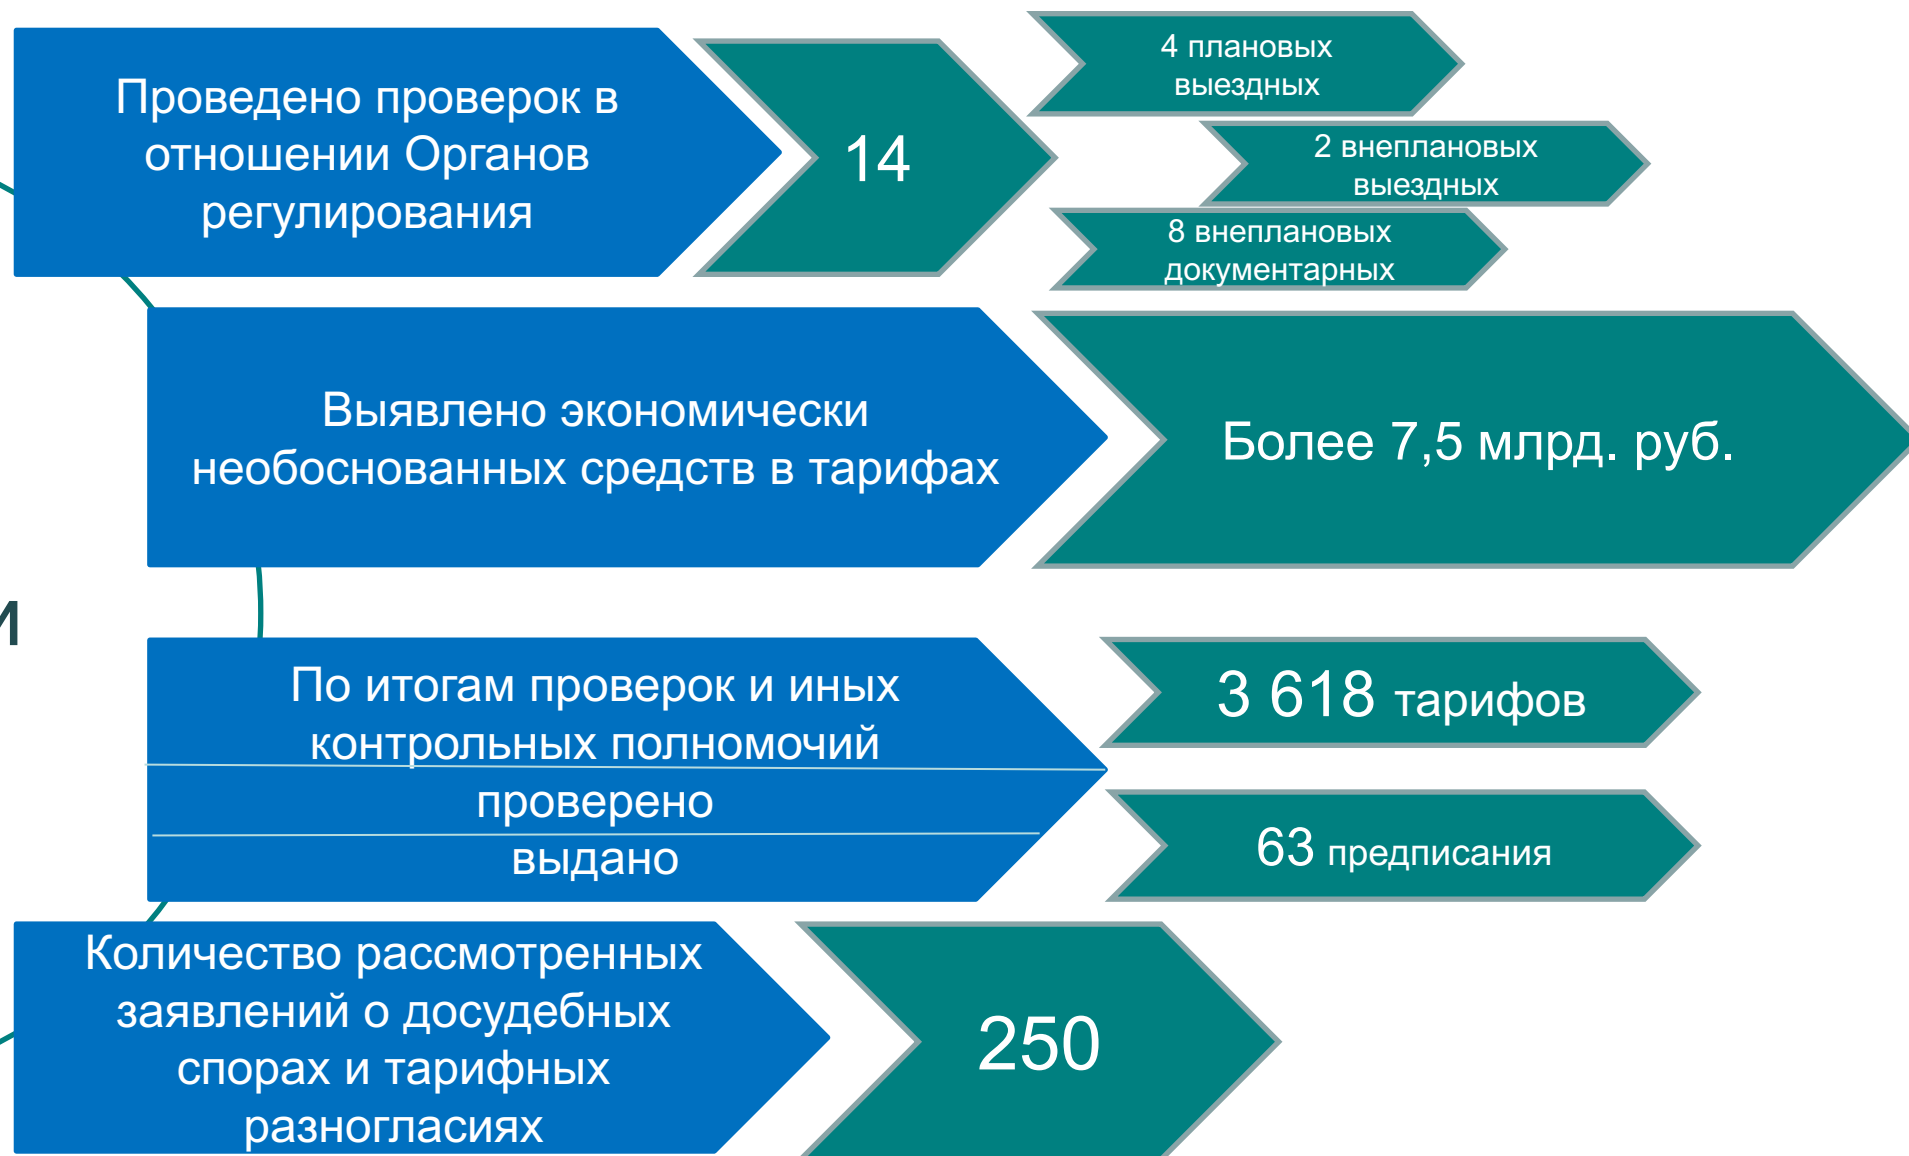 Проведено проверок в
отношении Органов
регулирования
14
4 плановых
выездных
2 внеплановых
выездных
8 внеплановых
документарных
Выявлено экономически
необоснованных средств в тарифах
Более 7,5 млрд. руб.
По итогам проверок и иных
контрольных полномочий
проверено
выдано
3 618 тарифов
63 предписания
Количество рассмотренных
заявлений о досудебных
спорах и тарифных
разногласиях
250